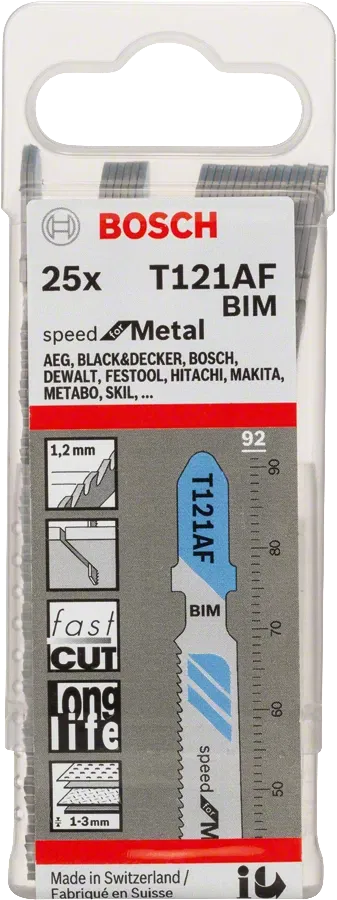 BOSCH
25x T121AF
BIM
speed for Metal
AEG, BLACK&DECKER, BOSCH,
DEWALT, FESTOOL, HITACHI, MAKITA,
METABO, SKIL, ...
1,2 mm
92
90
T121AF
80
fast
CUT
BIM
70
long
life
60
speed for M
50
1-3 mm
Made in Switzerland /
Fabriqué en Suisse